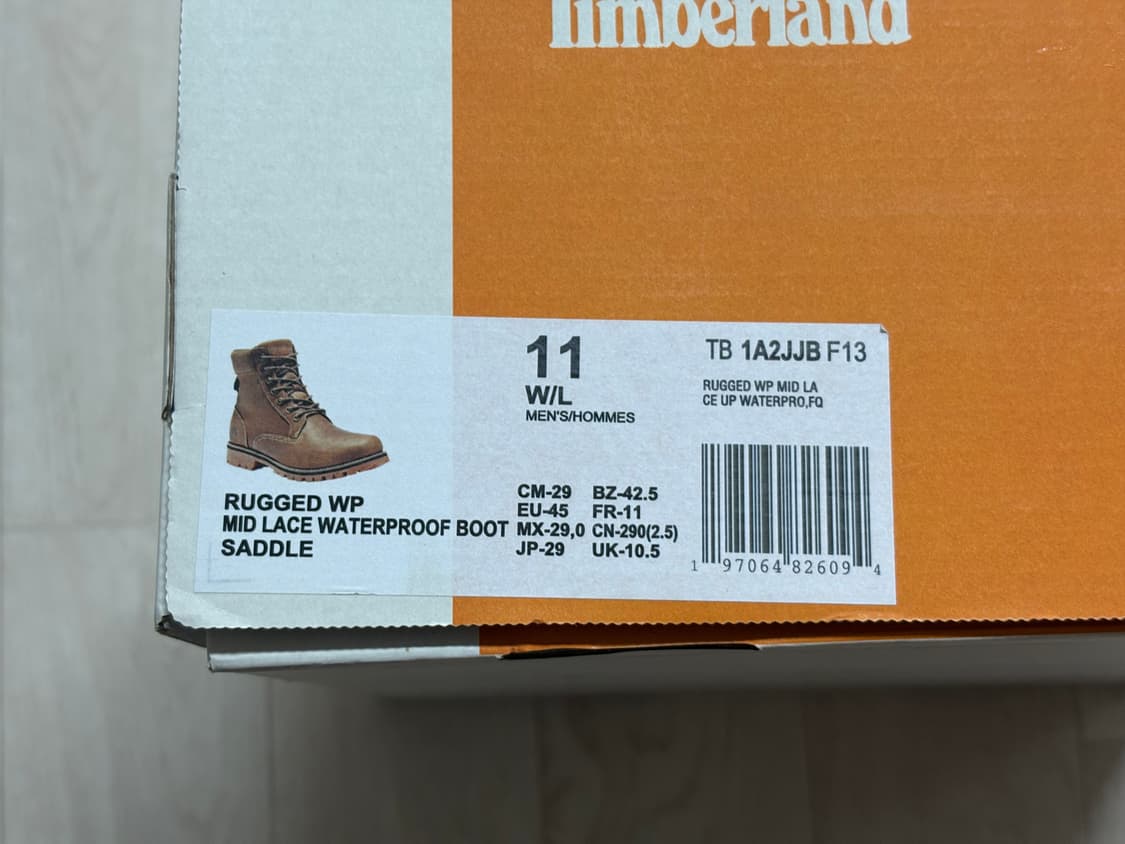 Timberland
11
W/L
MEN'S/HOMMES
TB 1A2JJB F13
RUGGED WP MID LA
CE UP WATERPRO,FQ
RUGGED WP
MID LACE WATERPROOF BOOT
SADDLE
CM-29 BZ-42.5
EU-45 FR-11
MX-29,0 CN-290(2.5)
JP-29 UK-10.5
1 97064 82609 4